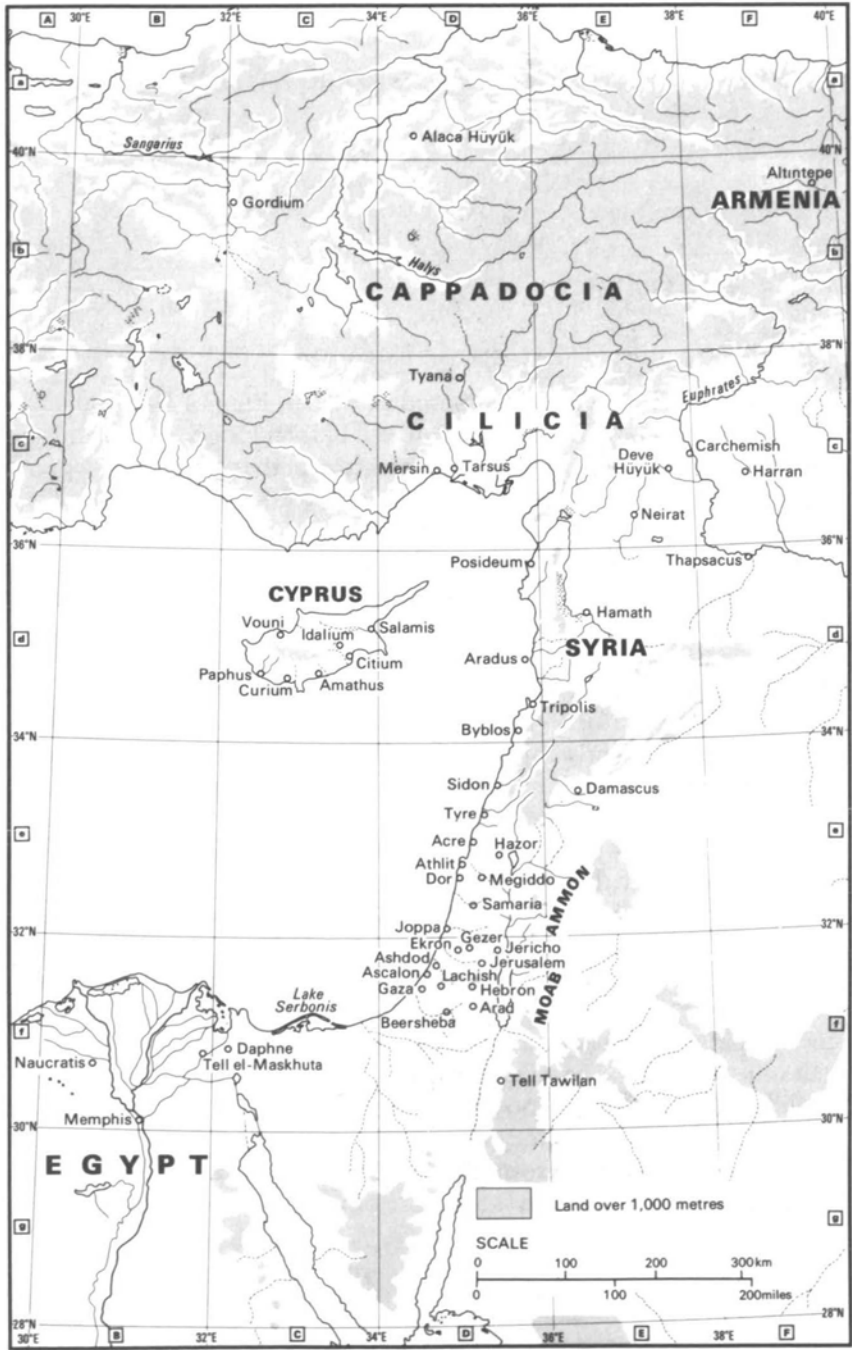 A 30°E B 32°E C 34°E D 36°E E 38°E F 40°E
a a
Sangarius
Alaca Hüyük
40°N 40°N
Altıntepe
Gordium
ARMENIA
b b
Halys
CAPPADOCIA
38°N 38°N
Tyana
Euphrates
CILICIA
c c
Mersin Tarsus
Deve
Hüyük
Carchemish
Harran
Neirat
36°N 36°N
Posideum
Thapsacus
CYPRUS
Hamath
Vouni
Idalium
Salamis
d d
SYRIA
Citium
Aradus
Paphus
Curium
Amathus
Tripolis
Byblos
34°N 34°N
Sidon
Damascus
Tyre
e e
Acre
Hazor
Athlit
Dor
Megiddo
AMMON
Samaria
Joppa
32°N 32°N
Gezer
Ekron
Jericho
Ashdod
Jerusalem
Ascalon
Lachish
Gaza
Hebron
MOAB
Lake
Serbonis
Arad
Beersheba
f f
Daphne
Naucratis
Tell el-Maskhuta
Tell Tawilan
Memphis
30°N 30°N
EGYPT
Land over 1,000 metres
g g
SCALE
0 100 200 300km
0 100 200miles
28°N 28°N
30°E B 32°E C 34°E D 36°E E 38°E F